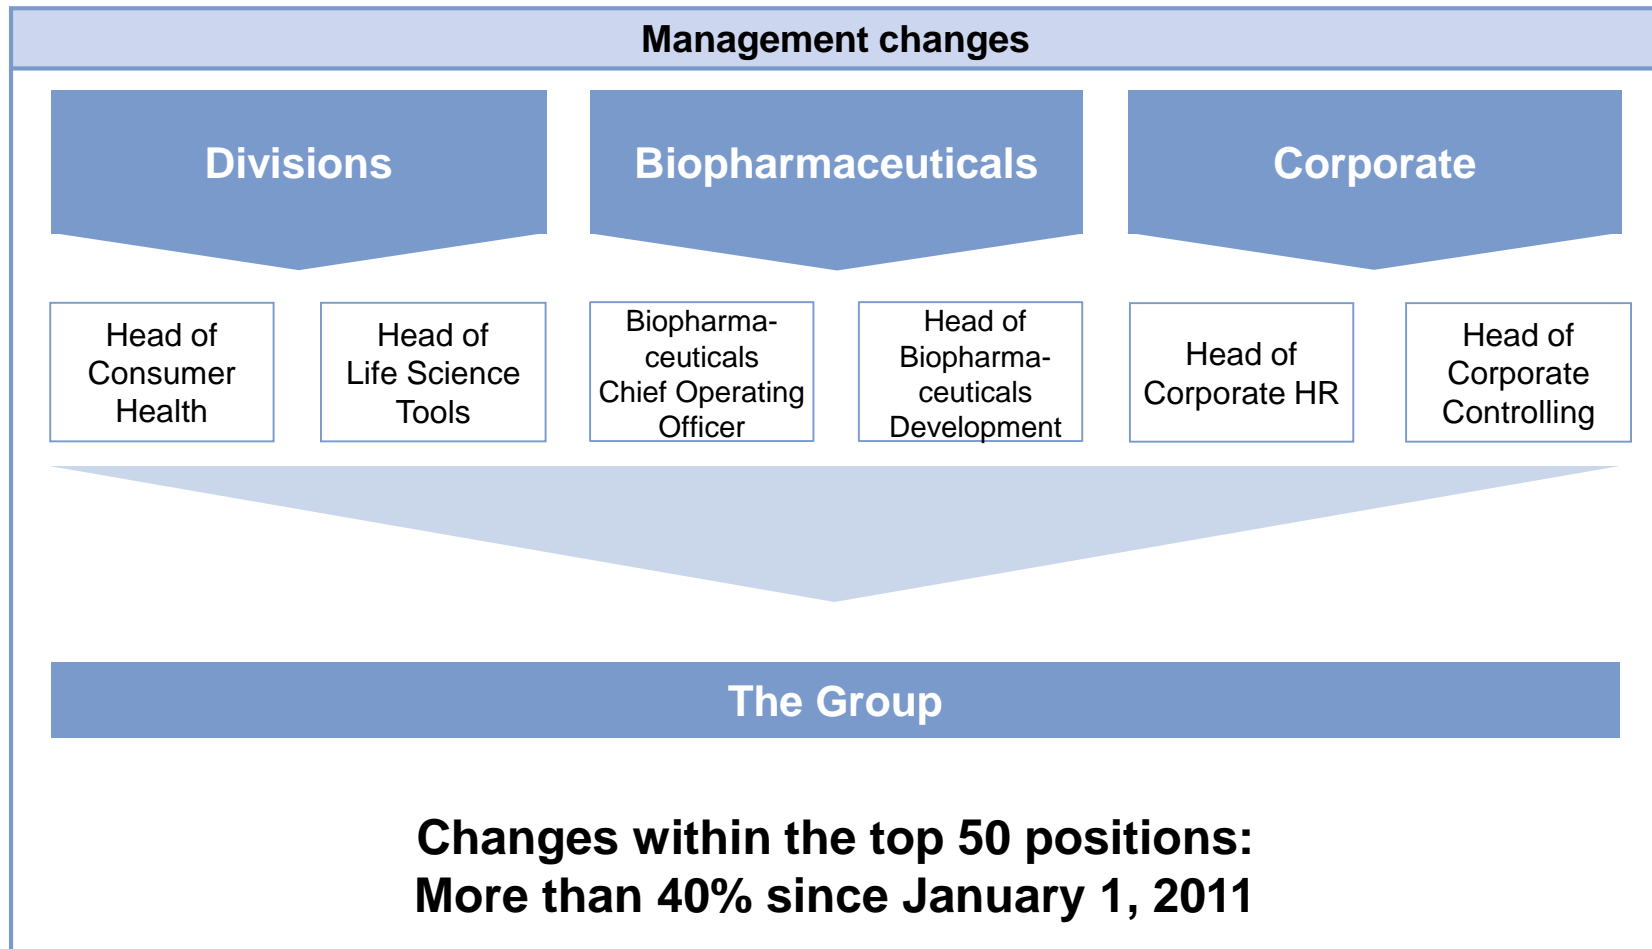 Management changes
Divisions
Biopharmaceuticals
Corporate
Head of
Consumer
Health
Head of
Life Science
Tools
Biopharma-
ceuticals
Chief Operating
Officer
Head of
Biopharma-
ceuticals
Development
Head of
Corporate HR
Head of
Corporate
Controlling
The Group
Changes within the top 50 positions:
More than 40% since January 1, 2011